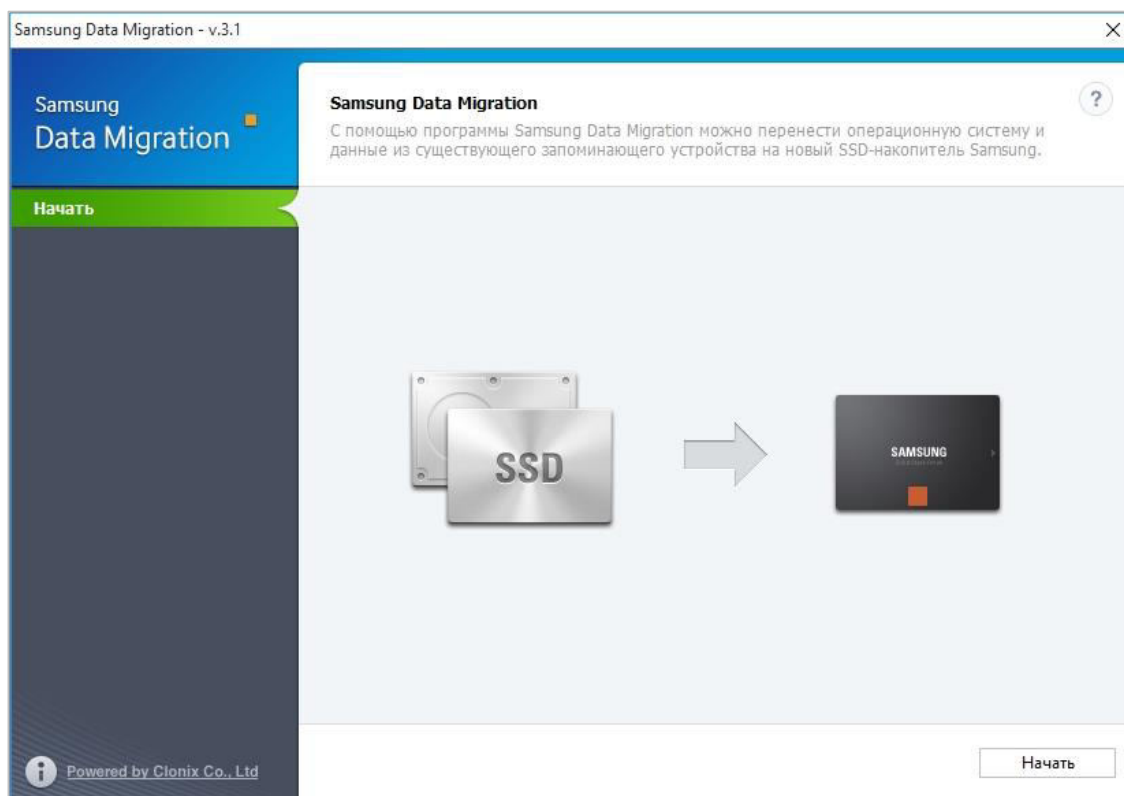 Samsung Data Migration - v.3.1
Samsung
Data Migration
Samsung Data Migration
?
С помощью программы Samsung Data Migration можно перенести операционную систему и
данные из существующего запоминающего устройства на новый SSD-накопитель Samsung.
Начать
SSD
SAMSUNG
Powered by Clonix Co., Ltd
Начать